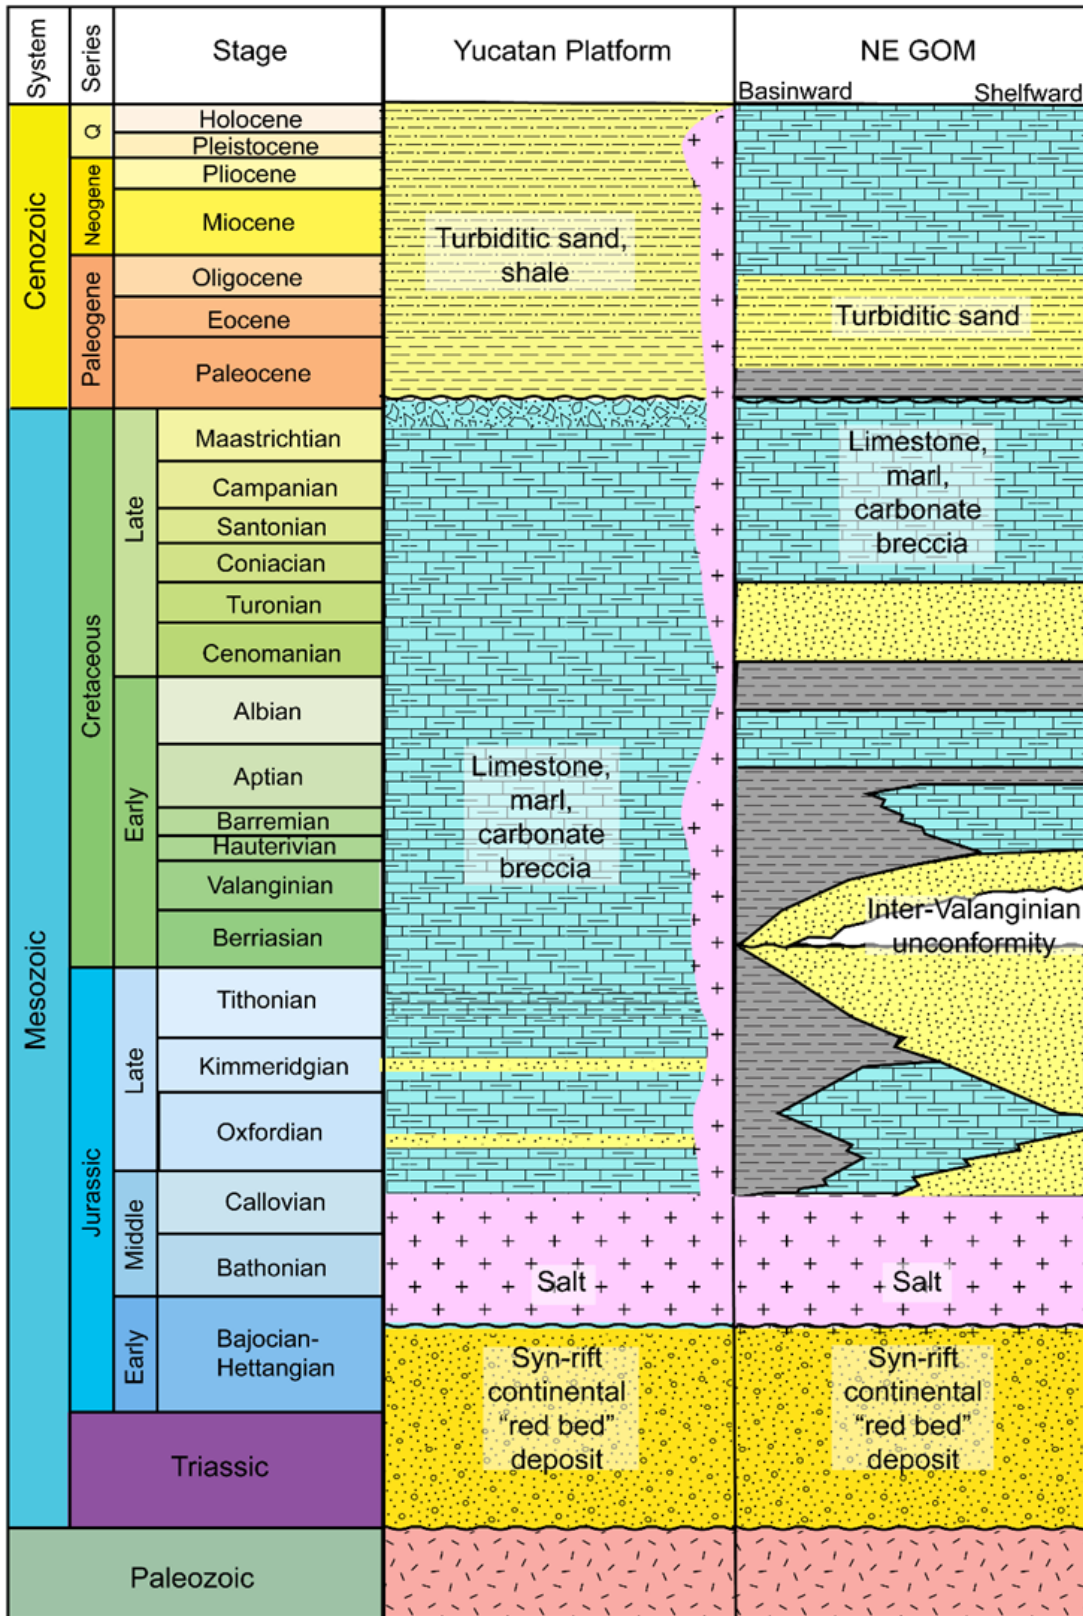 System
Series
Stage
Yucatan Platform
NE GOM
Basinward
Shelfward
Cenozoic
Q
Holocene
Pleistocene
Neogene
Pliocene
Miocene
Paleogene
Oligocene
Eocene
Paleocene
Turbiditic sand,
shale
Turbiditic sand
Mesozoic
Cretaceous
Late
Maastrichtian
Campanian
Santonian
Coniacian
Turonian
Cenomanian
Limestone,
marl,
carbonate
breccia
Early
Albian
Aptian
Barremian
Hauterivian
Valanginian
Berriasian
Limestone,
marl,
carbonate
breccia
Inter-Valanginian
unconformity
Jurassic
Late
Tithonian
Kimmeridgian
Oxfordian
Middle
Callovian
Bathonian
Salt
Salt
Early
Bajocian-
Hettangian
Triassic
Syn-rift
continental
“red bed”
deposit
Syn-rift
continental
“red bed”
deposit
Paleozoic